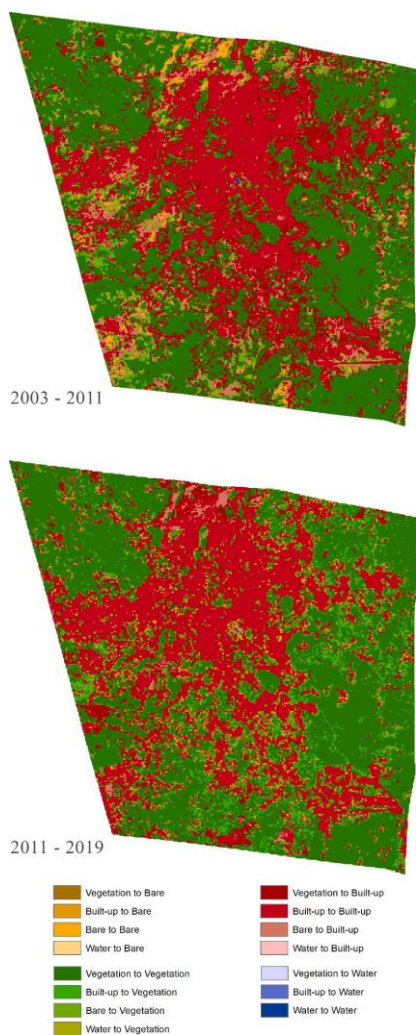 2003 - 2011
2011 - 2019
Vegetation to Bare
Built-up to Bare
Bare to Bare
Water to Bare
Vegetation to Vegetation
Built-up to Vegetation
Bare to Vegetation
Water to Vegetation
Vegetation to Built-up
Built-up to Built-up
Bare to Built-up
Water to Built-up
Vegetation to Water
Built-up to Water
Water to Water